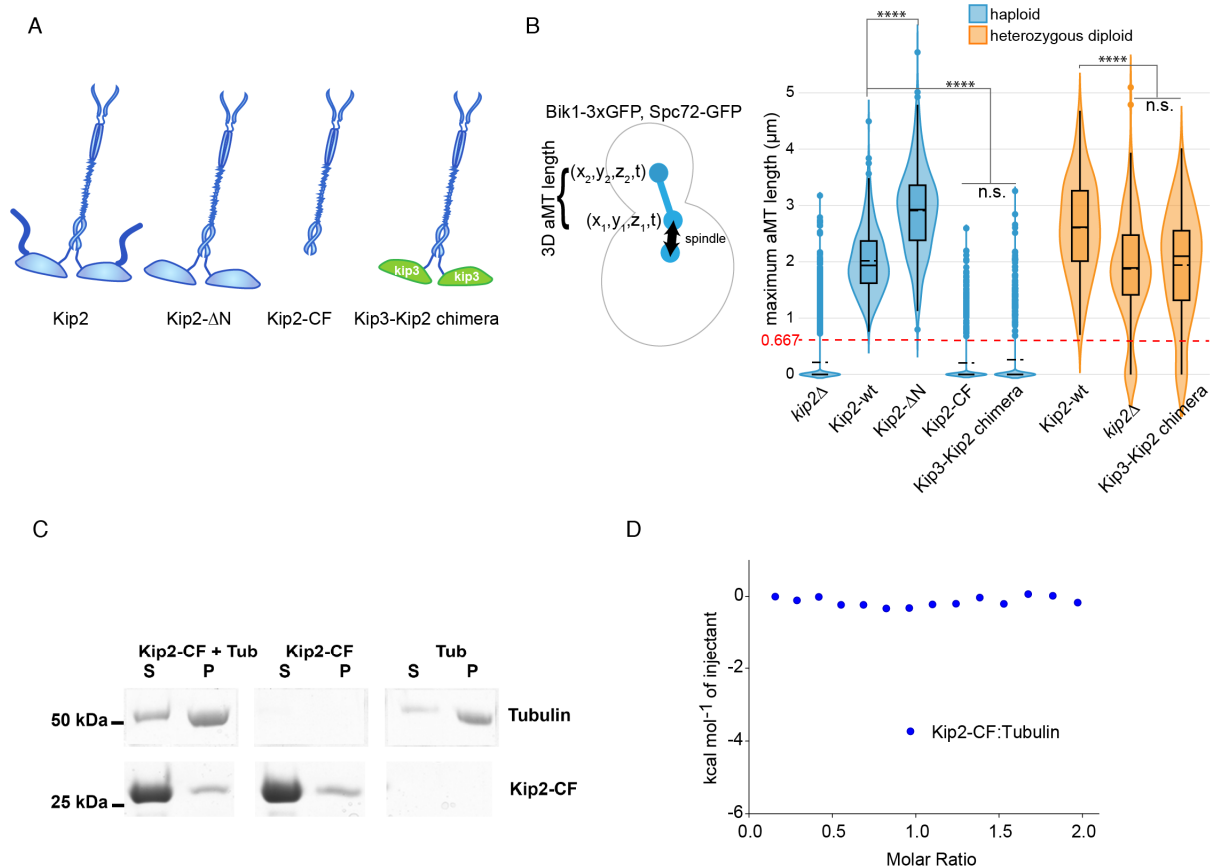 A
kip3
kip3
Kip2
Kip2-ΔN
Kip2-CF
Kip3-Kip2 chimera
B
Bik1-3xGFP, Spc72-GFP
3D aMT length
{
(x₂,y₂,z₂,t)
(x₁,y₁,z₁,t)
spindle
haploid
heterozygous diploid
****
****
****
n.s.
n.s.
maximum aMT length (µm)
5
4
3
2
1
0.667
0
kip2Δ
Kip2-wt
Kip2-ΔN
Kip2-CF
Kip3-Kip2 chimera
Kip2-wt
kip2Δ
Kip3-Kip2 chimera
C
Kip2-CF + Tub
Kip2-CF
Tub
S P S P S P
50 kDa
Tubulin
25 kDa
Kip2-CF
D
kcal mol⁻¹ of injectant
0
-2
-4
-6
Kip2-CF:Tubulin
0.0 0.5 1.0 1.5 2.0
Molar Ratio